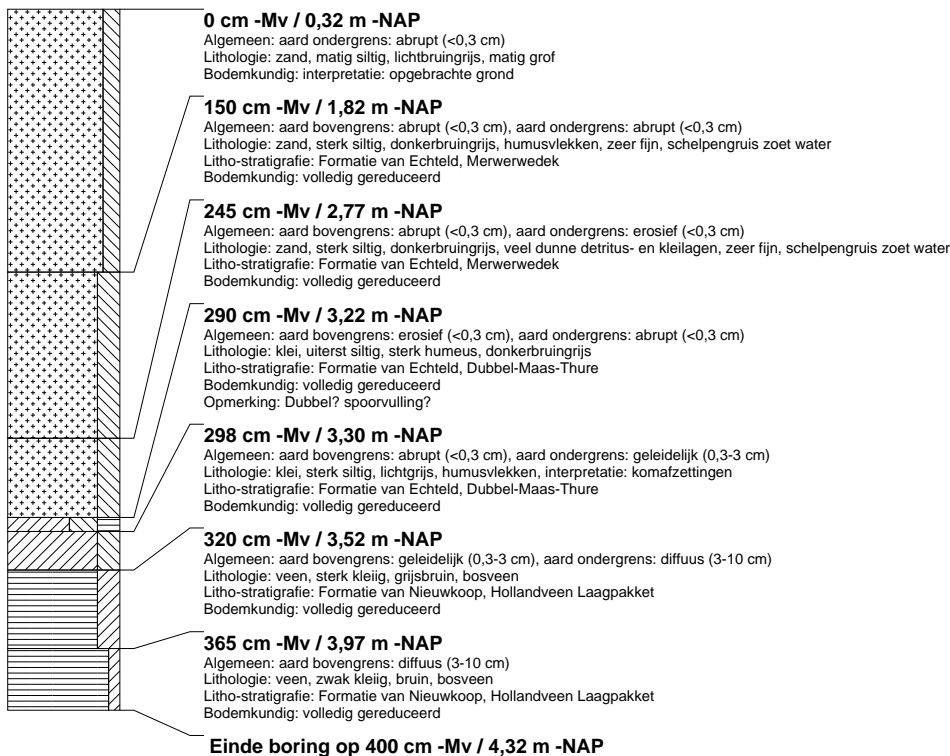 0 cm -Mv / 0,32 m -NAP
Algemeen: aard ondergrens: abrupt (<0,3 cm)
Lithologie: zand, matig siltig, lichtbruingrijs, matig grof
Bodemkundig: interpretatie: opgebrachte grond
150 cm -Mv / 1,82 m -NAP
Algemeen: aard bovengrens: abrupt (<0,3 cm), aard ondergrens: abrupt (<0,3 cm)
Lithologie: zand, sterk siltig, donkerbruingrijs, humusvlekken, zeer fijn, schelpengruis zoet water
Litho-stratigrafie: Formatie van Echteld, Merwerwedek
Bodemkundig: volledig gereduceerd
245 cm -Mv / 2,77 m -NAP
Algemeen: aard bovengrens: abrupt (<0,3 cm), aard ondergrens: erosief (<0,3 cm)
Lithologie: zand, sterk siltig, donkerbruingrijs, veel dunne detritus- en kleilagen, zeer fijn, schelpengruis zoet water
Litho-stratigrafie: Formatie van Echteld, Merwerwedek
Bodemkundig: volledig gereduceerd
290 cm -Mv / 3,22 m -NAP
Algemeen: aard bovengrens: erosief (<0,3 cm), aard ondergrens: abrupt (<0,3 cm)
Lithologie: klei, uiterst siltig, sterk humeus, donkerbruingrijs
Litho-stratigrafie: Formatie van Echteld, Dubbel-Maas-Thure
Bodemkundig: volledig gereduceerd
Opmerking: Dubbel? spoorvulling?
298 cm -Mv / 3,30 m -NAP
Algemeen: aard bovengrens: abrupt (<0,3 cm), aard ondergrens: geleidelijk (0,3-3 cm)
Lithologie: klei, sterk siltig, lichtgrijs, humusvlekken, interpretatie: komafzettingen
Litho-stratigrafie: Formatie van Echteld, Dubbel-Maas-Thure
Bodemkundig: volledig gereduceerd
320 cm -Mv / 3,52 m -NAP
Algemeen: aard bovengrens: geleidelijk (0,3-3 cm), aard ondergrens: diffuus (3-10 cm)
Lithologie: veen, sterk kleiig, grijsbruin, bosveen
Litho-stratigrafie: Formatie van Nieuwkoop, Hollandveen Laagpakket
Bodemkundig: volledig gereduceerd
365 cm -Mv / 3,97 m -NAP
Algemeen: aard bovengrens: diffuus (3-10 cm)
Lithologie: veen, zwak kleiig, bruin, bosveen
Litho-stratigrafie: Formatie van Nieuwkoop, Hollandveen Laagpakket
Bodemkundig: volledig gereduceerd
Einde boring op 400 cm -Mv / 4,32 m -NAP